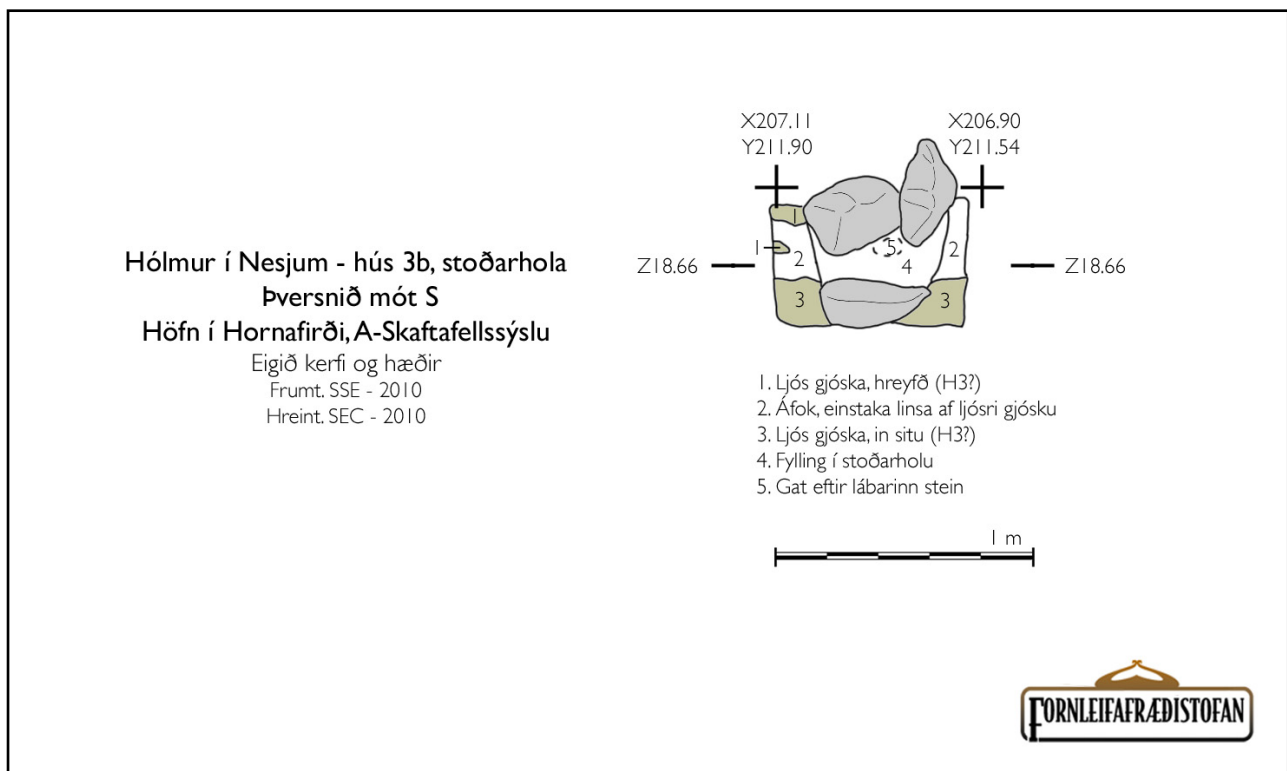 Hólmur í Nesjum - hús 3b, stoðarhola
Þversnið mót S
Höfn í Hornafirði, A-Skaftafellssýslu
Eigið kerfi og hæðir
Frumt. SSE - 2010
Hreint. SEC - 2010
X207.11
Y211.90
X206.90
Y211.54
1
1
5
2
2
4
Z18.66
Z18.66
3
3
1. Ljós gjóska, hreyfð (H3?)
2. Áfok, einstaka linsa af ljósri gjósku
3. Ljós gjóska, in situ (H3?)
4. Fylling í stoðarholu
5. Gat eftir lábarinn stein
1 m
FORNLEIFAFRÆÐISTOFAN